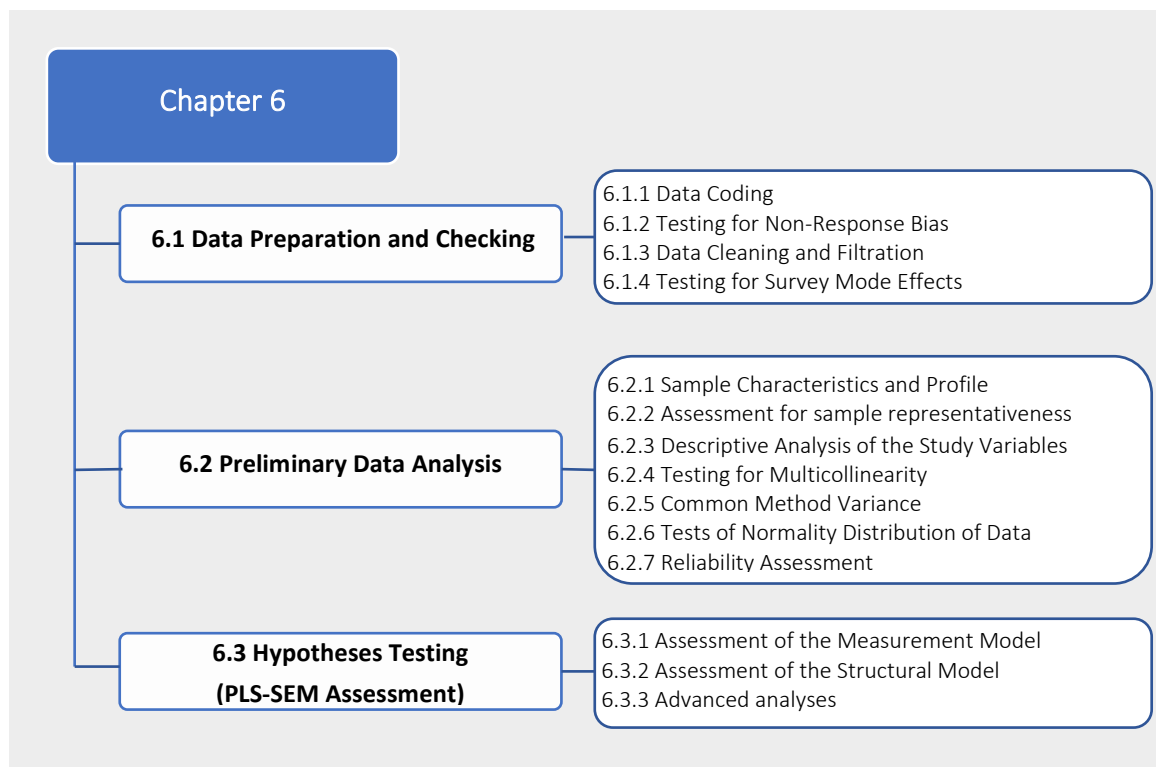 Chapter 6
6.1 Data Preparation and Checking
6.1.1 Data Coding
6.1.2 Testing for Non-Response Bias
6.1.3 Data Cleaning and Filtration
6.1.4 Testing for Survey Mode Effects
6.2 Preliminary Data Analysis
6.2.1 Sample Characteristics and Profile
6.2.2 Assessment for sample representativeness
6.2.3 Descriptive Analysis of the Study Variables
6.2.4 Testing for Multicollinearity
6.2.5 Common Method Variance
6.2.6 Tests of Normality Distribution of Data
6.2.7 Reliability Assessment
6.3 Hypotheses Testing
(PLS-SEM Assessment)
6.3.1 Assessment of the Measurement Model
6.3.2 Assessment of the Structural Model
6.3.3 Advanced analyses